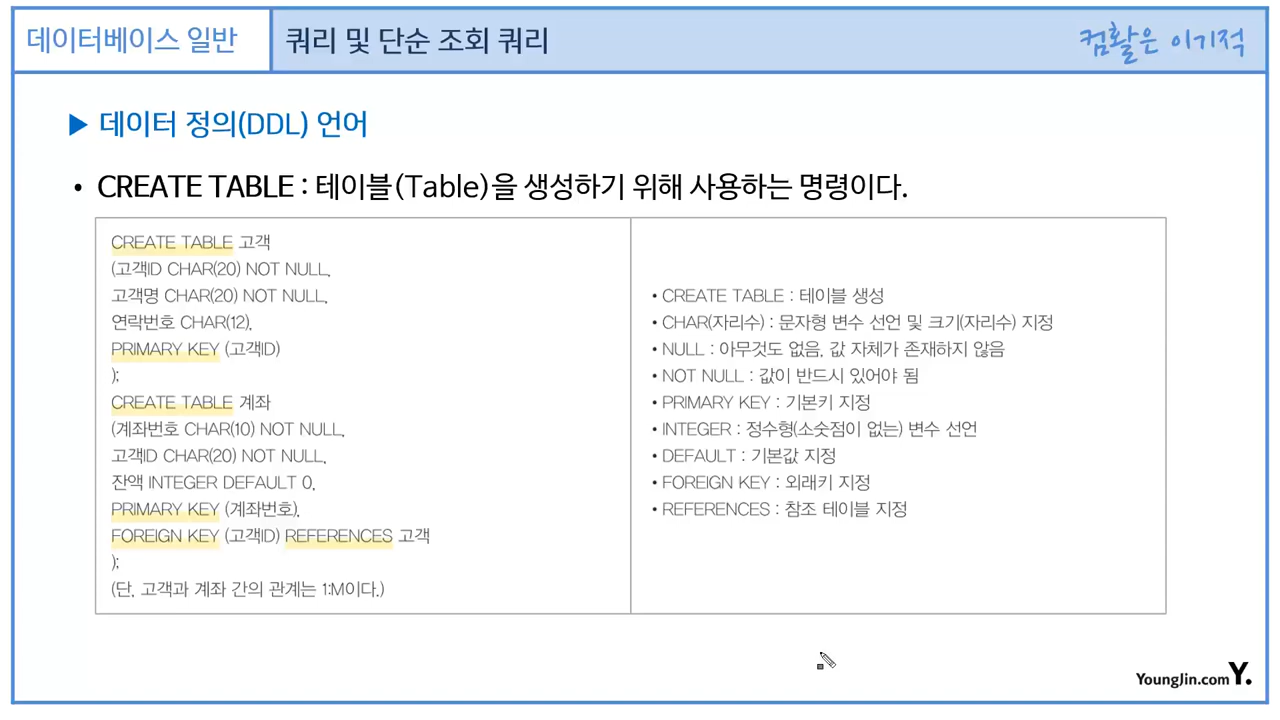 데이터베이스 일반
쿼리 및 단순 조회 쿼리
컴활은 이기적
▶ 데이터 정의(DDL) 언어
• CREATE TABLE : 테이블(Table)을 생성하기 위해 사용하는 명령이다.
CREATE TABLE 고객
(고객ID CHAR(20) NOT NULL,
고객명 CHAR(20) NOT NULL,
연락번호 CHAR(12),
PRIMARY KEY (고객ID)
);
CREATE TABLE 계좌
(계좌번호 CHAR(10) NOT NULL,
고객ID CHAR(20) NOT NULL,
잔액 INTEGER DEFAULT 0,
PRIMARY KEY (계좌번호),
FOREIGN KEY (고객ID) REFERENCES 고객
);
(단, 고객과 계좌 간의 관계는 1:M이다.)
• CREATE TABLE : 테이블 생성
• CHAR(자리수) : 문자형 변수 선언 및 크기(자리수) 지정
• NULL : 아무것도 없음, 값 자체가 존재하지 않음
• NOT NULL : 값이 반드시 있어야 됨
• PRIMARY KEY : 기본키 지정
• INTEGER : 정수형(소숫점이 없는) 변수 선언
• DEFAULT : 기본값 지정
• FOREIGN KEY : 외래키 지정
• REFERENCES : 참조 테이블 지정
YoungJin.com Y.